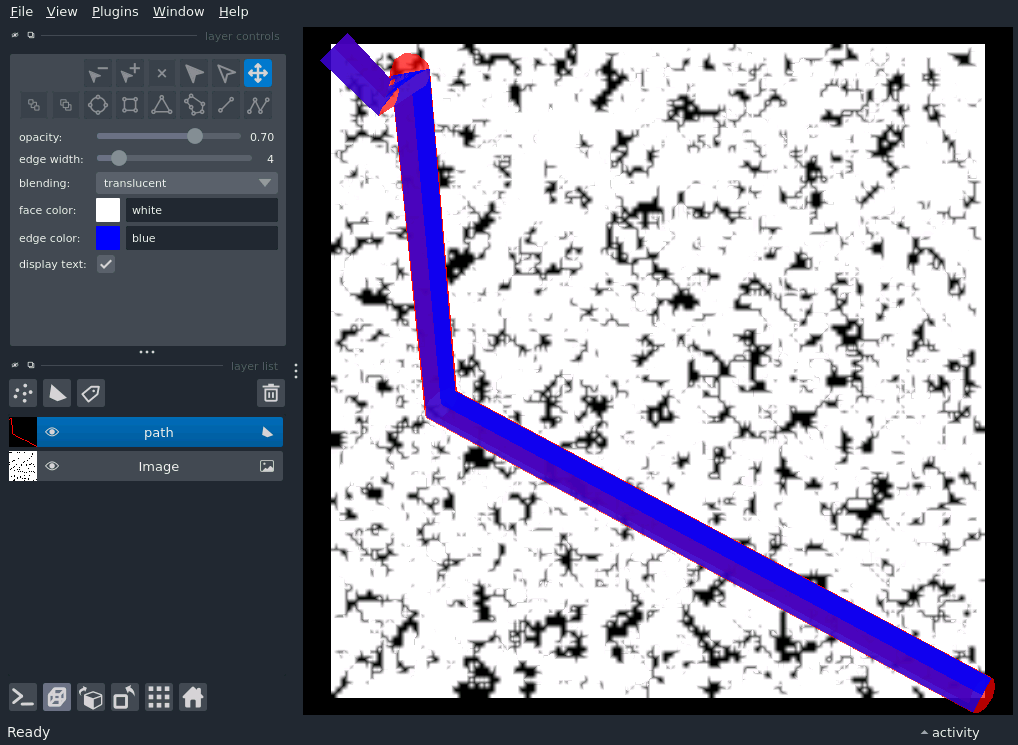 File View Plugins Window Help
layer controls
opacity: 0.70
edge width: 4
blending: translucent
face color: white
edge color: blue
display text:
layer list
path
Image
Ready activity